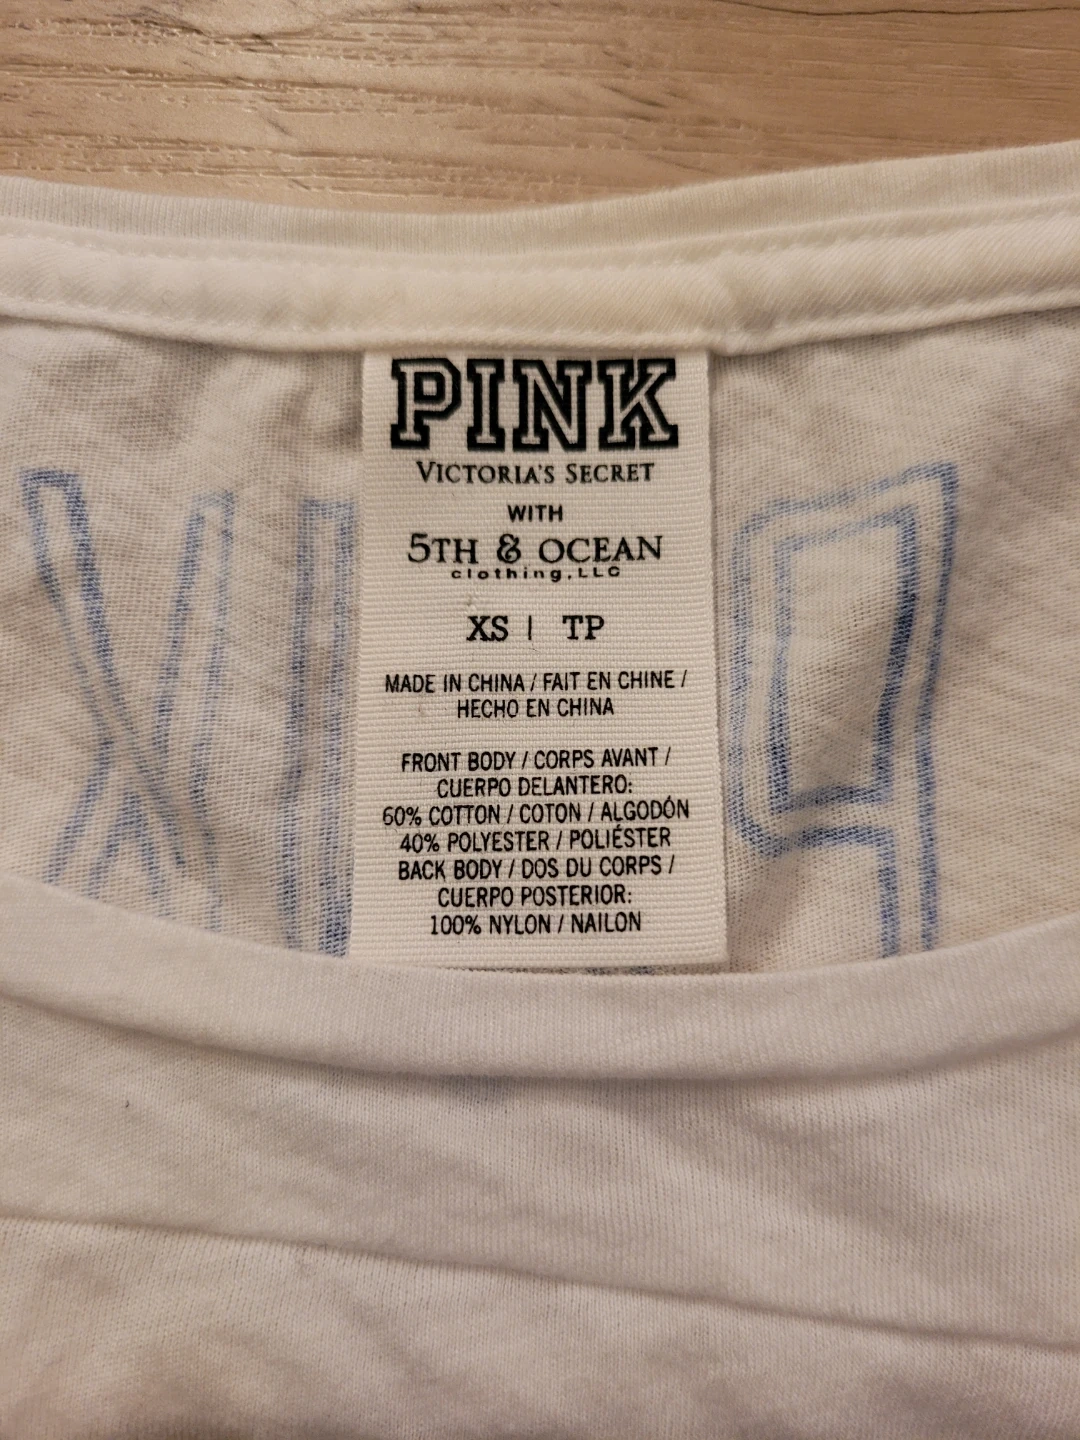 PINK
VICTORIA'S SECRET
WITH
5TH & OCEAN
clothing, LLC
XS | TP
MADE IN CHINA / FAIT EN CHINE /
HECHO EN CHINA
FRONT BODY / CORPS AVANT /
CUERPO DELANTERO:
60% COTTON / COTON / ALGODÓN
40% POLYESTER / POLIÉSTER
BACK BODY / DOS DU CORPS /
CUERPO POSTERIOR:
100% NYLON / NAILON